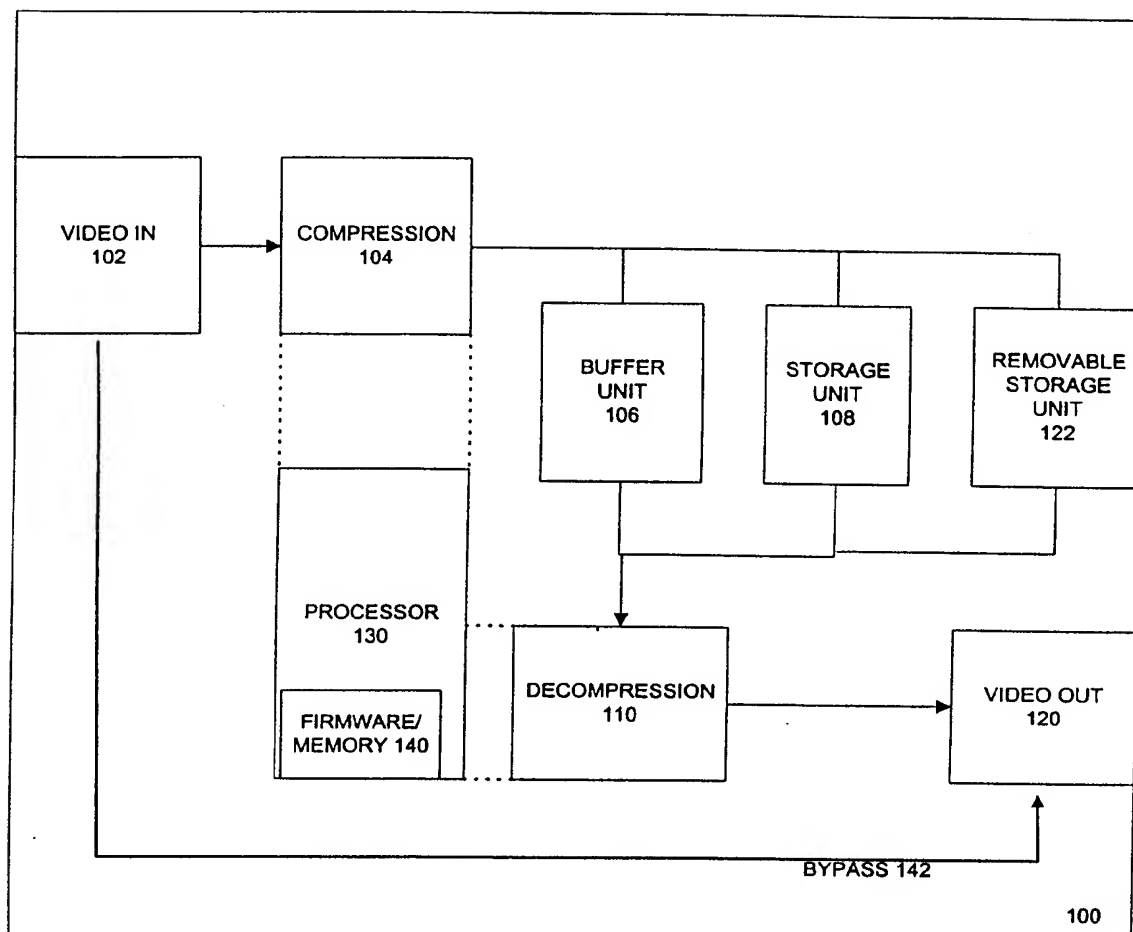 VIDEO IN
102
COMPRESSION
104
BUFFER
UNIT
106
STORAGE
UNIT
108
REMOVABLE
STORAGE
UNIT
122
PROCESSOR
130
FIRMWARE/
MEMORY 140
DECOMPRESSION
110
VIDEO OUT
120
BYPASS 142
100